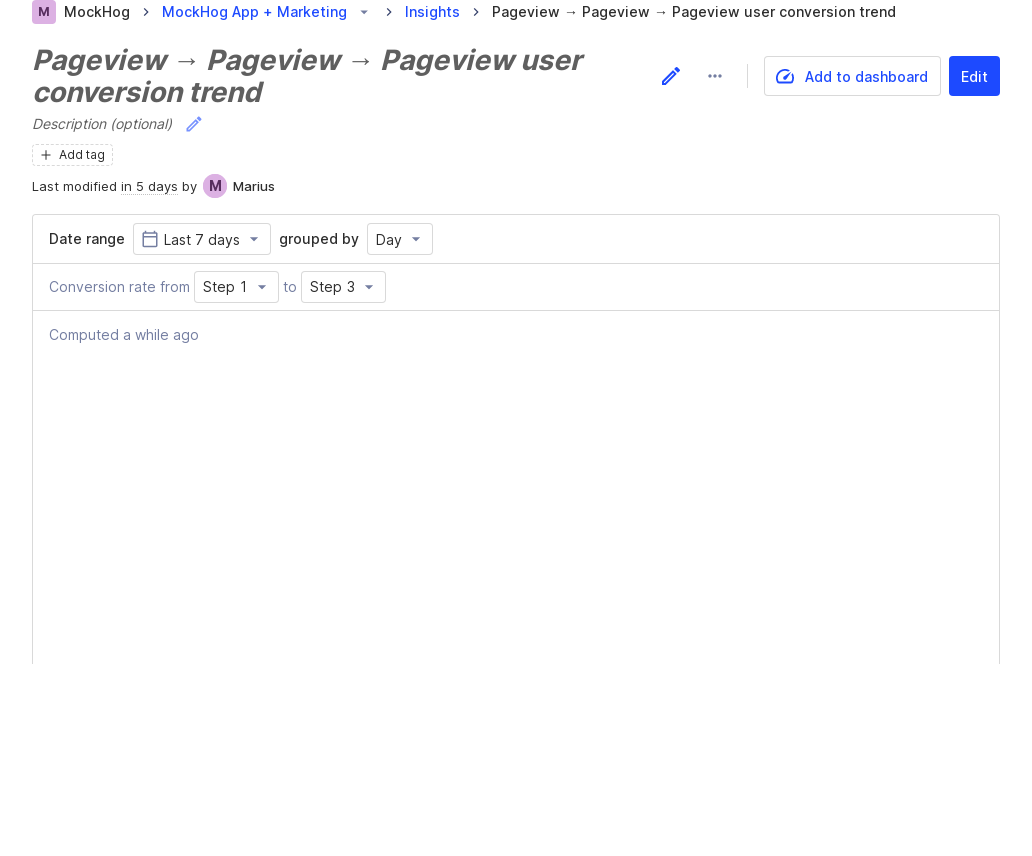 M MockHog MockHog App + Marketing Insights Pageview → Pageview → Pageview user conversion trend
Pageview → Pageview → Pageview user
conversion trend
Add to dashboard Edit
Description (optional)
Add tag
Last modified in 5 days by M Marius
Date range Last 7 days grouped by Day
Conversion rate from Step 1 to Step 3
Computed a while ago